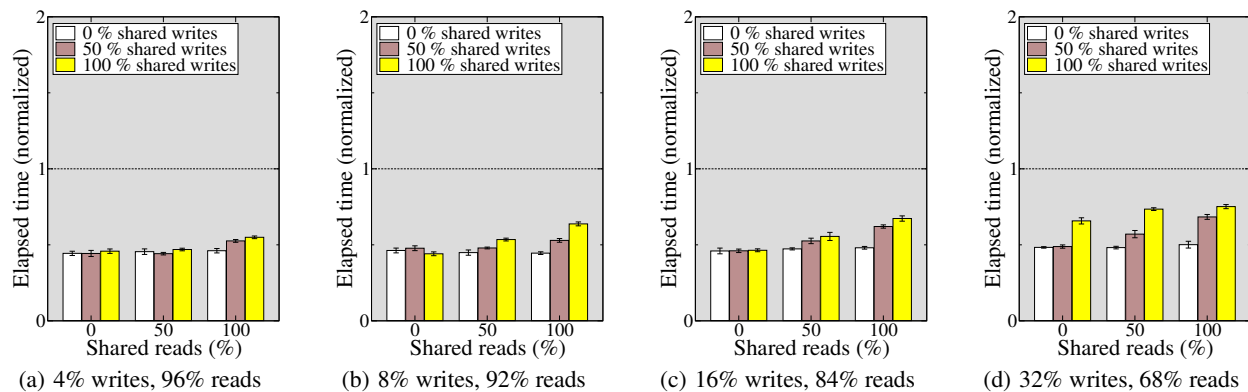 2
1
0
Elapsed time (normalized)
0 % shared writes
50 % shared writes
100 % shared writes
0
50
100
Shared reads (%)
(a) 4% writes, 96% reads
2
1
0
Elapsed time (normalized)
0 % shared writes
50 % shared writes
100 % shared writes
0
50
100
Shared reads (%)
(b) 8% writes, 92% reads
2
1
0
Elapsed time (normalized)
0 % shared writes
50 % shared writes
100 % shared writes
0
50
100
Shared reads (%)
(c) 16% writes, 84% reads
2
1
0
Elapsed time (normalized)
0 % shared writes
50 % shared writes
100 % shared writes
0
50
100
Shared reads (%)
(d) 32% writes, 68% reads